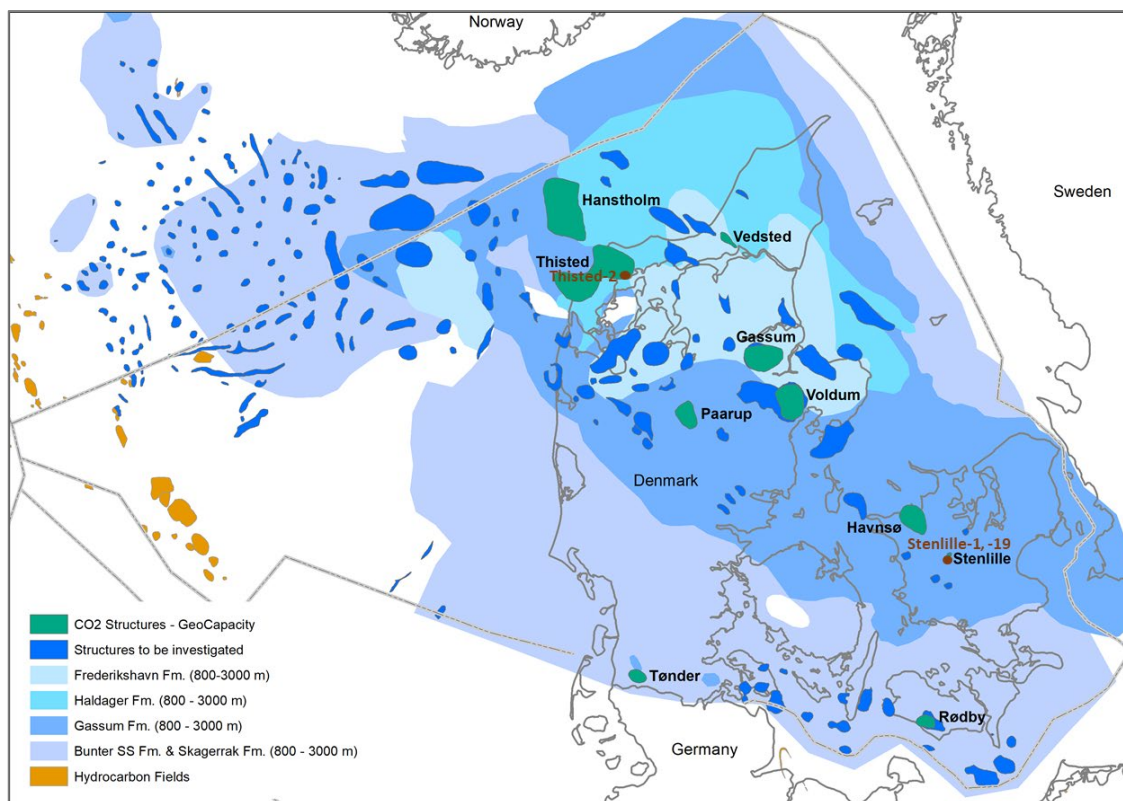 Norway
Sweden
Hanstholm
Vedsted
Thisted
Thisted-2
Gassum
Voldum
Paarup
Denmark
Havnsø
Stenlille-1, -19
Stenlille
Tønder
Rødby
Germany
CO2 Structures - GeoCapacity
Structures to be investigated
Frederikshavn Fm. (800-3000 m)
Haldager Fm. (800 - 3000 m)
Gassum Fm. (800 - 3000 m)
Bunter SS Fm. & Skagerrak Fm. (800 - 3000 m)
Hydrocarbon Fields